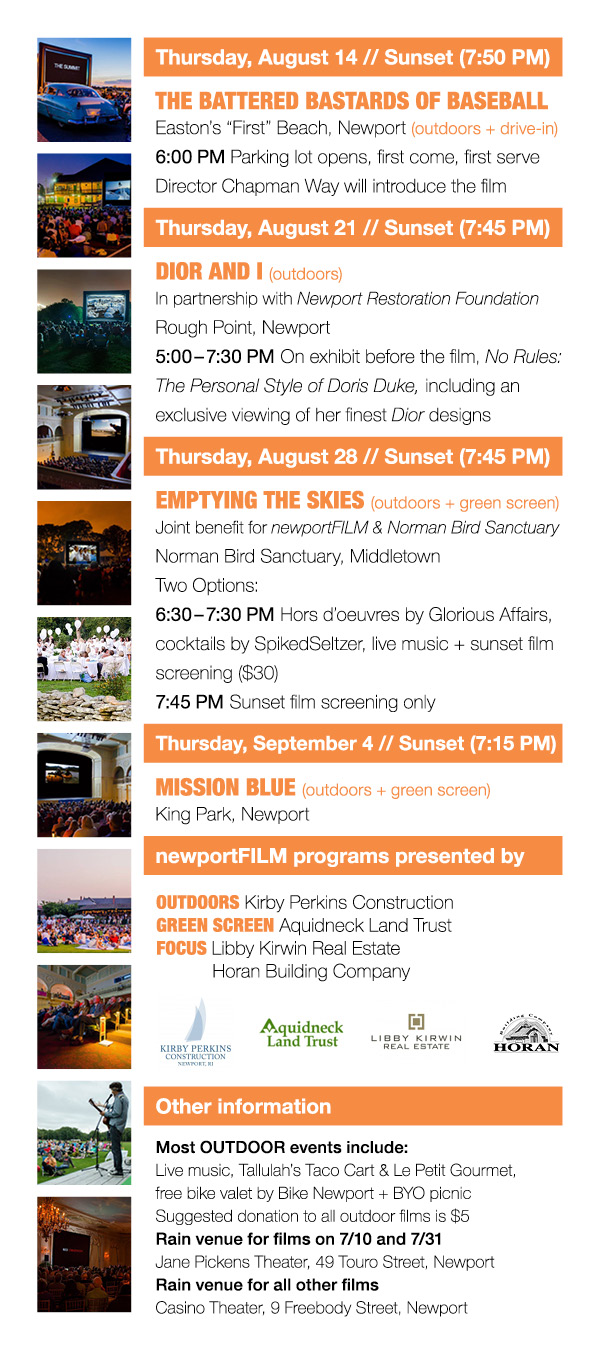 THE SUMMIT
Thursday, August 14 // Sunset (7:50 PM)
THE BATTERED BASTARDS OF BASEBALL
Easton’s “First” Beach, Newport (outdoors + drive-in)
6:00 PM Parking lot opens, first come, first serve
Director Chapman Way will introduce the film
Thursday, August 21 // Sunset (7:45 PM)
DIOR AND I (outdoors)
In partnership with Newport Restoration Foundation
Rough Point, Newport
5:00–7:30 PM On exhibit before the film, No Rules:
The Personal Style of Doris Duke, including an
exclusive viewing of her finest Dior designs
Thursday, August 28 // Sunset (7:45 PM)
EMPTYING THE SKIES (outdoors + green screen)
Joint benefit for newportFILM & Norman Bird Sanctuary
Norman Bird Sanctuary, Middletown
Two Options:
6:30–7:30 PM Hors d’oeuvres by Glorious Affairs,
cocktails by SpikedSeltzer, live music + sunset film
screening ($30)
7:45 PM Sunset film screening only
Thursday, September 4 // Sunset (7:15 PM)
MISSION BLUE (outdoors + green screen)
King Park, Newport
newportFILM programs presented by
OUTDOORS Kirby Perkins Construction
GREEN SCREEN Aquidneck Land Trust
FOCUS Libby Kirwin Real Estate
Horan Building Company
KIRBY PERKINS
CONSTRUCTION
NEWPORT, RI
Aquidneck
Land Trust
LIBBY KIRWIN
REAL ESTATE
Building Company
HORAN
Other information
Most OUTDOOR events include:
Live music, Tallulah’s Taco Cart & Le Petit Gourmet,
free bike valet by Bike Newport + BYO picnic
Suggested donation to all outdoor films is $5
Rain venue for films on 7/10 and 7/31
Jane Pickens Theater, 49 Touro Street, Newport
Rain venue for all other films
Casino Theater, 9 Freebody Street, Newport